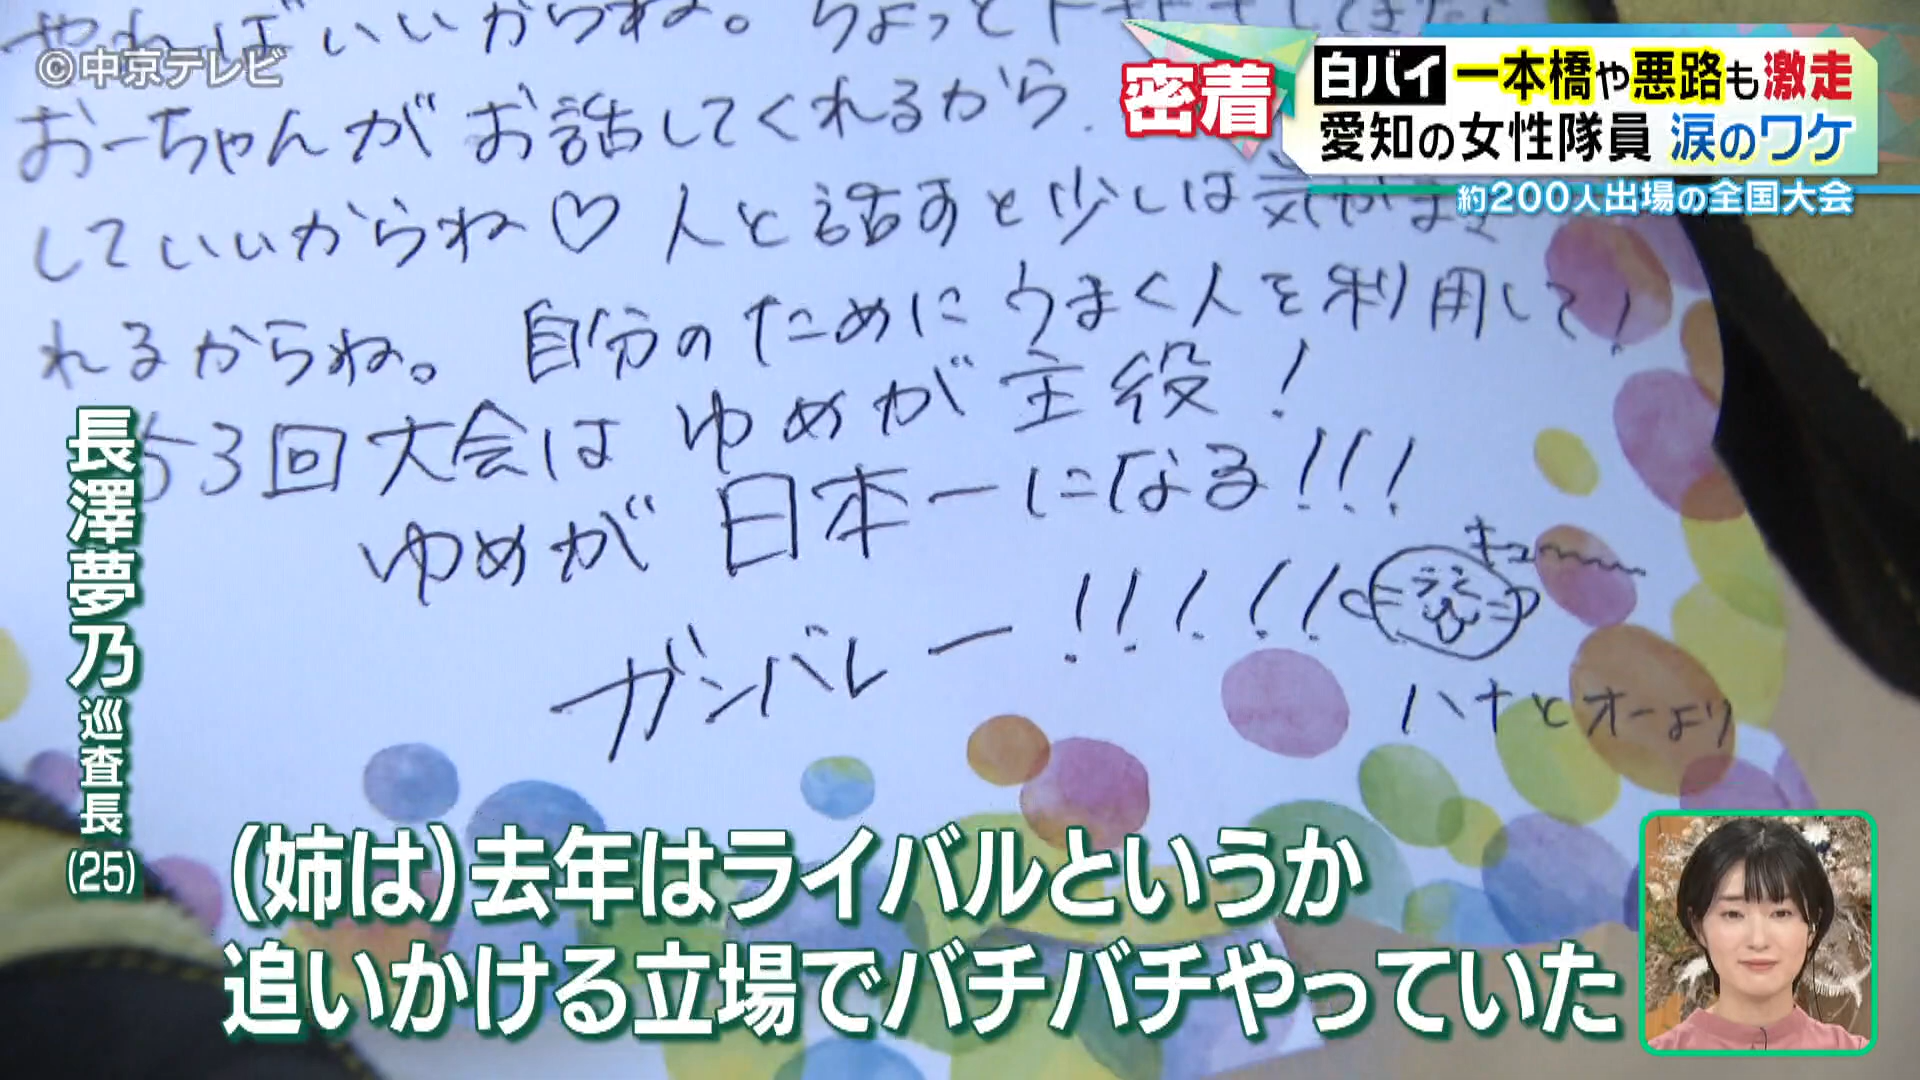 やればいいからね。ちょっと
©中京テレビ
密着
白バイ 一本橋や悪路も激走
愛知の女性隊員 涙のワケ
約200人出場の全国大会
おーちゃんがお話してくれるから
していいからね♡人と話すと少しは気が
れるからね。自分のためにうまく人を利用して!
53回大会はゆめが主役!
ゆめが日本一になる!!!
ガンバレー!!!!!
キュー
ハナとオーより
長澤夢乃 巡査長 (25)
(姉は)去年はライバルというか
追いかける立場でバチバチやっていた